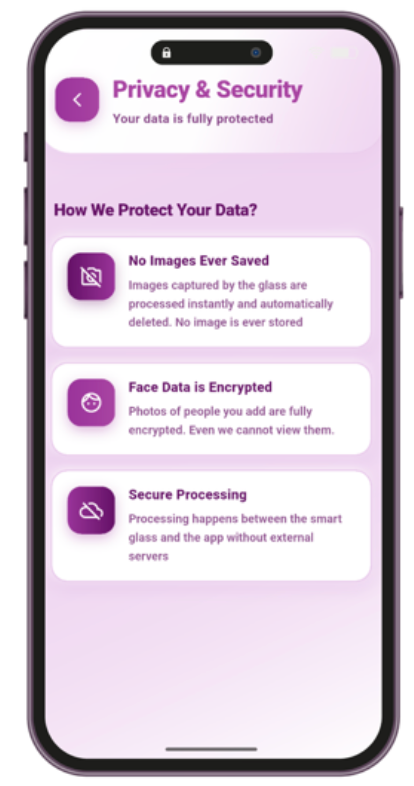 Privacy & Security
Your data is fully protected
How We Protect Your Data?
No Images Ever Saved
Images captured by the glass are
processed instantly and automatically
deleted. No image is ever stored
Face Data is Encrypted
Photos of people you add are fully
encrypted. Even we cannot view them.
Secure Processing
Processing happens between the smart
glass and the app without external
servers